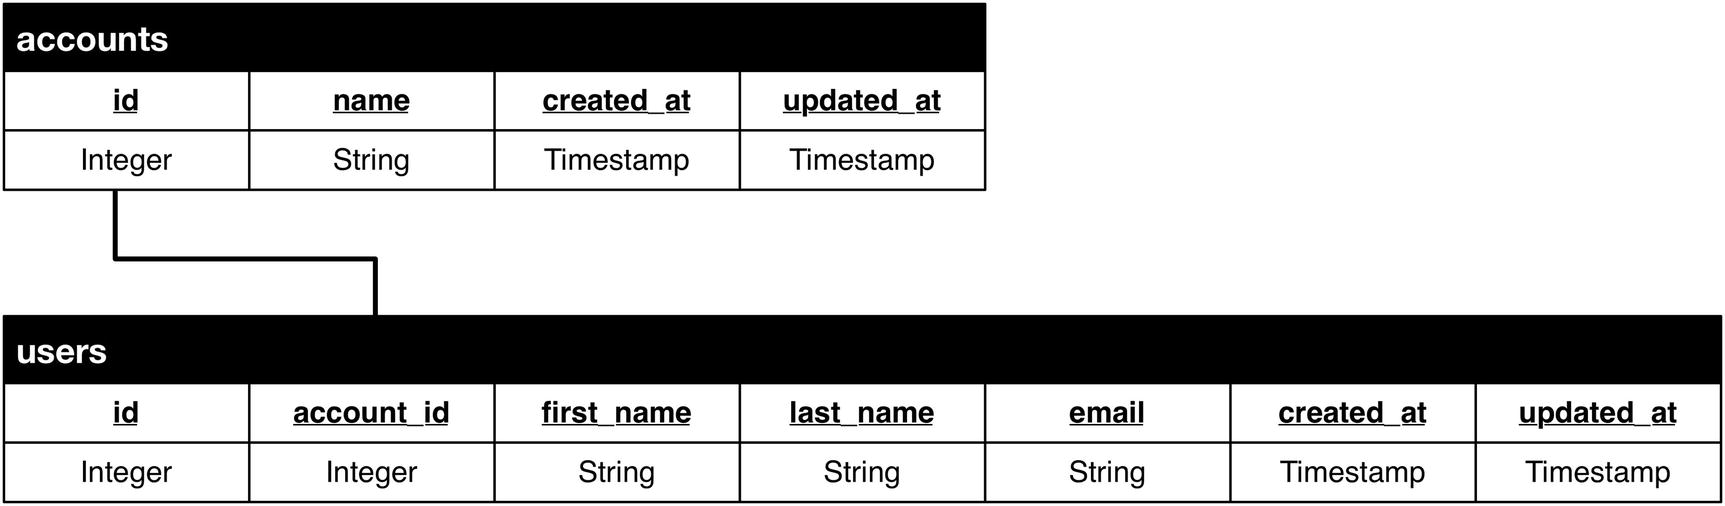 accounts
id name created_at updated_at
Integer String Timestamp Timestamp
users
id account_id first_name last_name email created_at updated_at
Integer Integer String String String Timestamp Timestamp